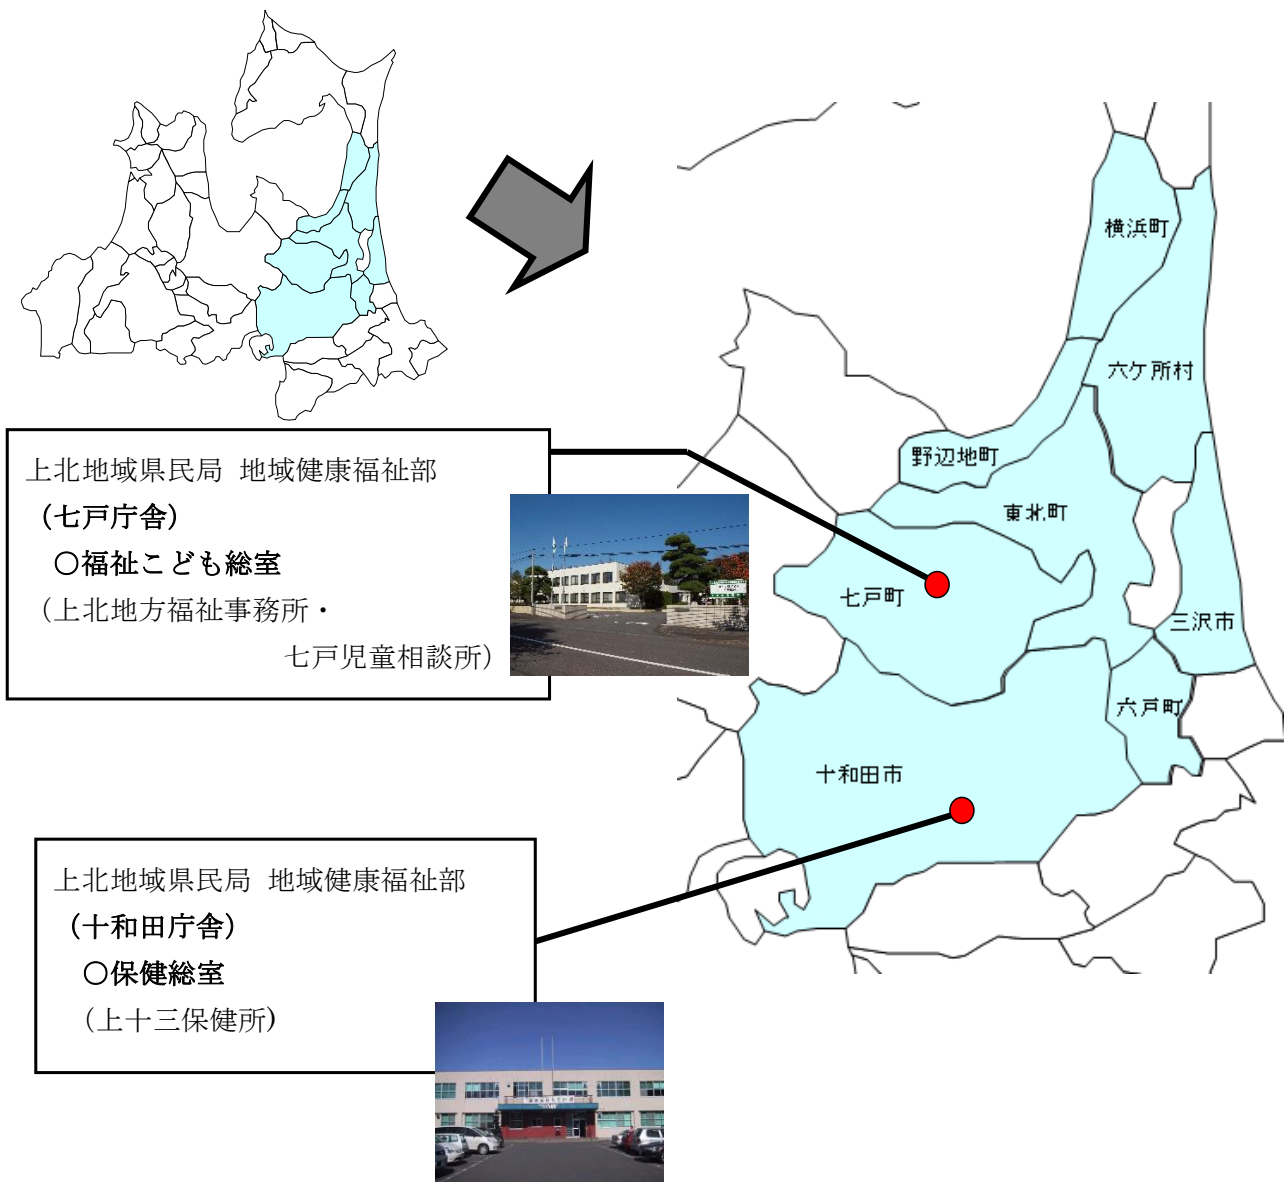 横浜町
六ケ所村
野辺地町
東北町
七戸町
三沢市
六戸町
十和田市
上北地域県民局 地域健康福祉部
(七戸庁舎)
○福祉こども総室
(上北地方福祉事務所・
七戸児童相談所)
上北地域県民局 地域健康福祉部
(十和田庁舎)
○保健総室
(上十三保健所)